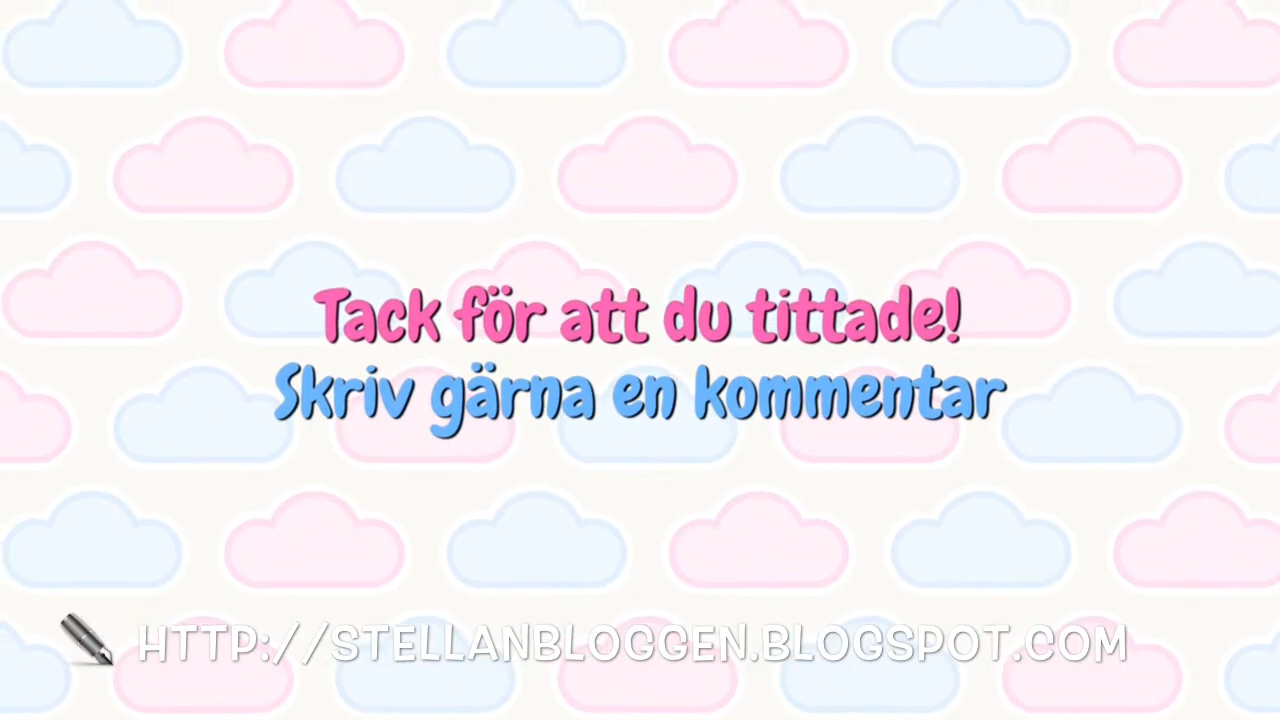 Tack för att du tittade!
Skriv gärna en kommentar
HTTP://STELLANBLOGGEN.BLOGSPOT.COM